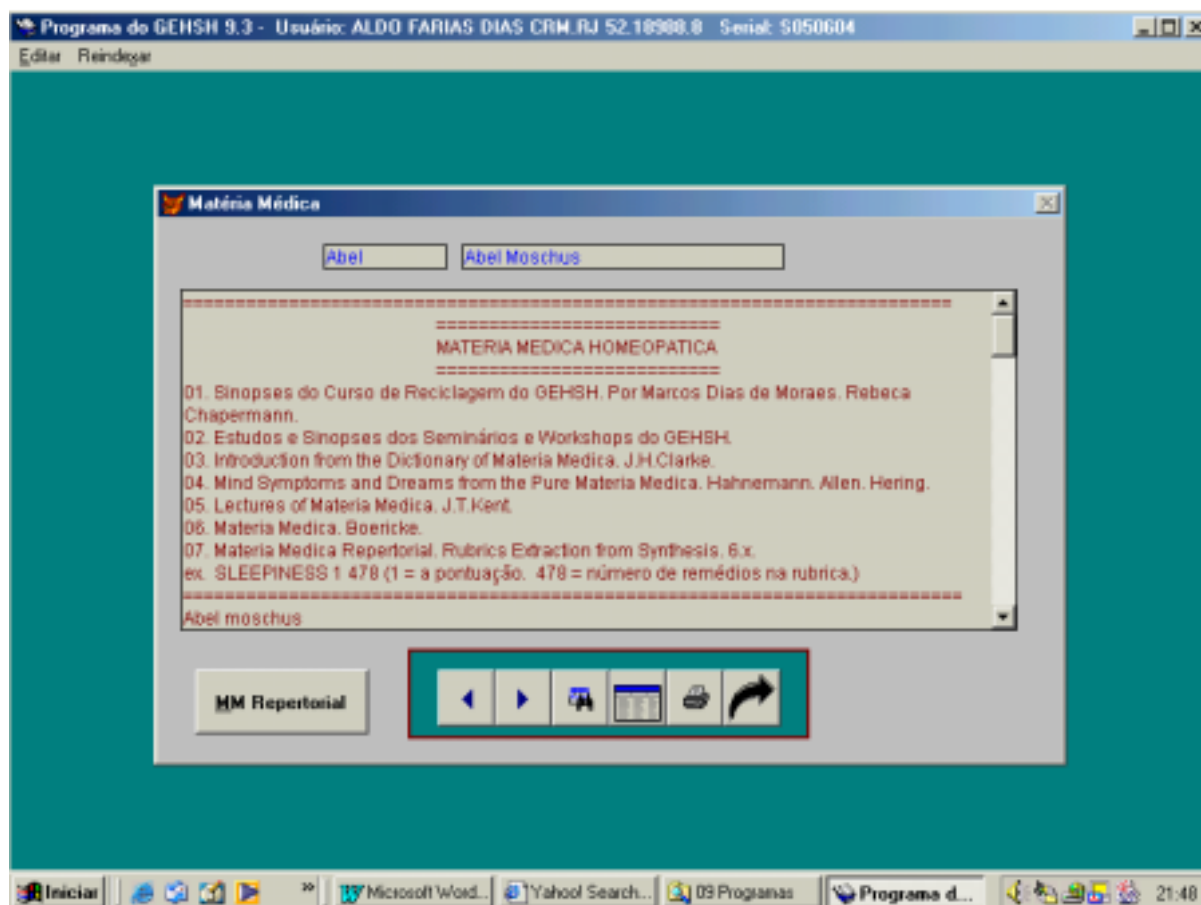 Programa do GEHSH 9.3 - Usuário: ALDO FARIAS DIAS CRM.RJ 52.18988.8 Serial: S050604
Editar Reindexar
Matéria Médica
Abel Abel Moschus
==========================================================================
===========================
MATERIA MEDICA HOMEOPATICA
===========================
01. Sinopses do Curso de Reciclagem do GEHSH. Por Marcos Dias de Moraes. Rebeca
Chapermann.
02. Estudos e Sinopses dos Seminários e Workshops do GEHSH.
03. Introduction from the Dictionary of Materia Medica. J.H.Clarke.
04. Mind Symptoms and Dreams from the Pure Materia Medica. Hahnemann. Allen. Hering.
05. Lectures of Materia Medica. J.T.Kent.
06. Materia Medica. Boericke.
07. Materia Medica Repertorial. Rubrics Extraction from Synthesis. 6.x.
ex. SLEEPINESS 1 478 (1 = a pontuação. 478 = número de remédios na rubrica.)
===========================================================================
Abel moschus
MM Repertorial
Iniciar » Microsoft Word... Yahoo! Search... 09 Programas Programa d... 21:48